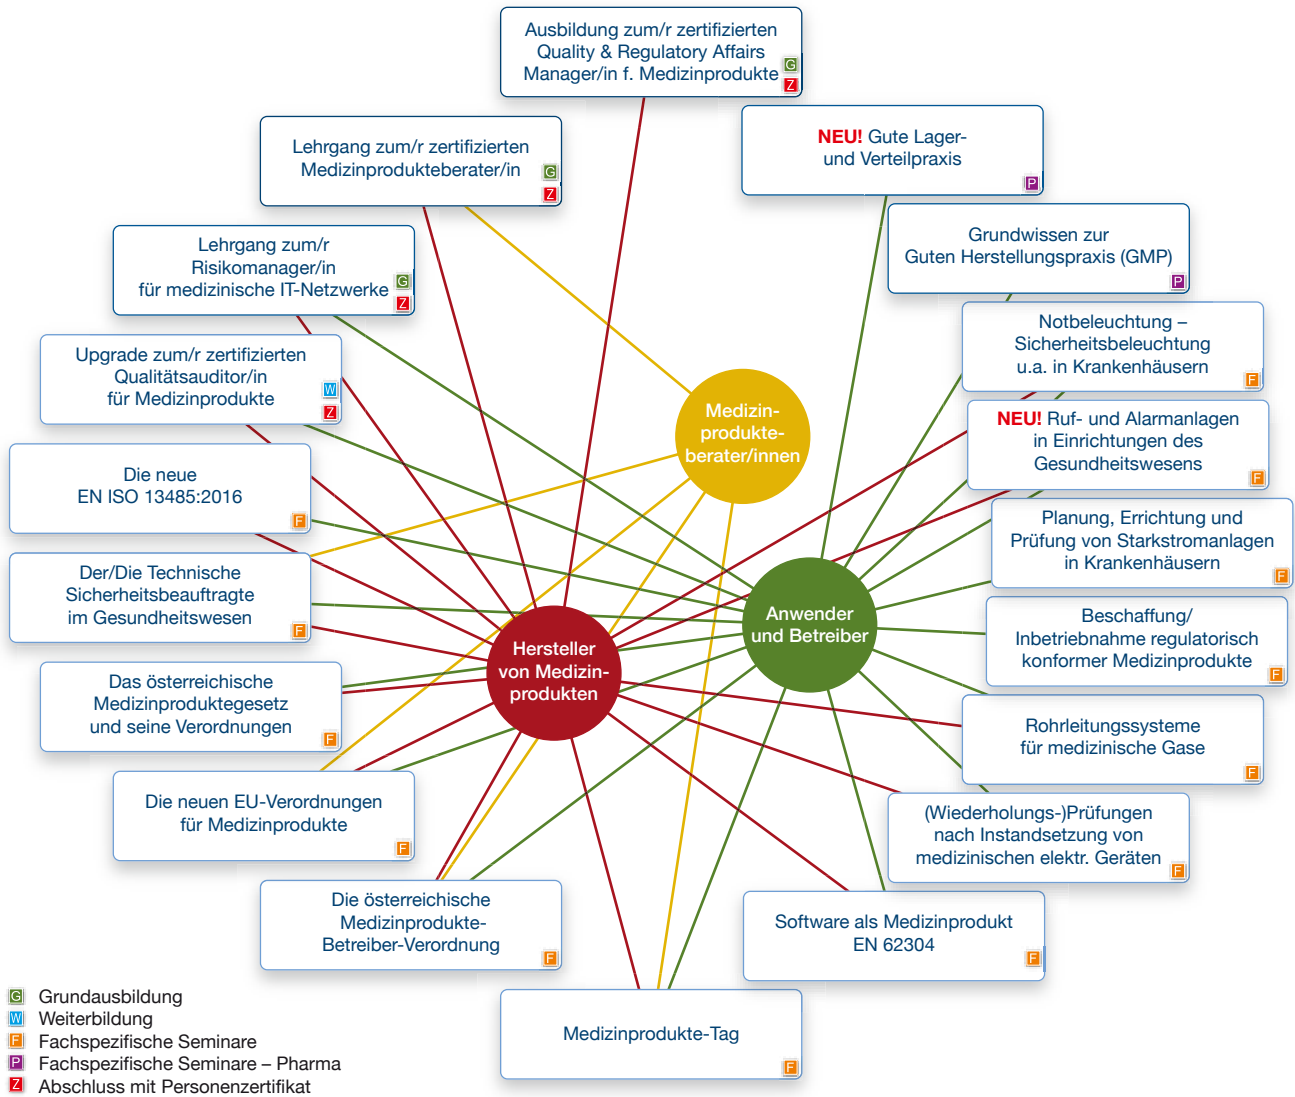 Ausbildung zum/r zertifizierten
Quality & Regulatory Affairs
Manager/in f. Medizinprodukte
G
Z
NEU! Gute Lager-
und Verteilpraxis
P
Lehrgang zum/r zertifizierten
Medizinprodukteberater/in
G
Z
Grundwissen zur
Guten Herstellungspraxis (GMP)
P
Lehrgang zum/r
Risikomanager/in
für medizinische IT-Netzwerke
G
Z
Notbeleuchtung –
Sicherheitsbeleuchtung
u.a. in Krankenhäusern
F
Upgrade zum/r zertifizierten
Qualitätsauditor/in
für Medizinprodukte
W
Z
Medizin-
produkte-
berater/innen
NEU! Ruf- und Alarmanlagen
in Einrichtungen des
Gesundheitswesens
F
Die neue
EN ISO 13485:2016
F
Planung, Errichtung und
Prüfung von Starkstromanlagen
in Krankenhäusern
F
Der/Die Technische
Sicherheitsbeauftragte
im Gesundheitswesen
F
Anwender
und Betreiber
Beschaffung/
Inbetriebnahme regulatorisch
konformer Medizinprodukte
F
Hersteller
von Medizin-
produkten
Das österreichische
Medizinproduktegesetz
und seine Verordnungen
F
Rohrleitungssysteme
für medizinische Gase
F
Die neuen EU-Verordnungen
für Medizinprodukte
F
(Wiederholungs-)Prüfungen
nach Instandsetzung von
medizinischen elektr. Geräten
F
Die österreichische
Medizinprodukte-
Betreiber-Verordnung
F
Software als Medizinprodukt
EN 62304
F
Medizinprodukte-Tag
F
G Grundausbildung
W Weiterbildung
F Fachspezifische Seminare
P Fachspezifische Seminare – Pharma
Z Abschluss mit Personenzertifikat